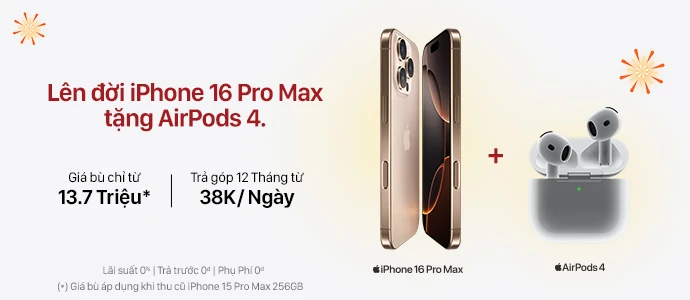 Lên đời iPhone 16 Pro Max
tặng AirPods 4.
Giá bù chỉ từ
13.7 Triệu*
Trả góp 12 Tháng từ
38K/ Ngày
+
iPhone 16 Pro Max
AirPods 4
Lãi suất 0% | Trả trước 0đ | Phụ Phí 0đ
(*) Giá bù áp dụng khi thu cũ iPhone 15 Pro Max 256GB